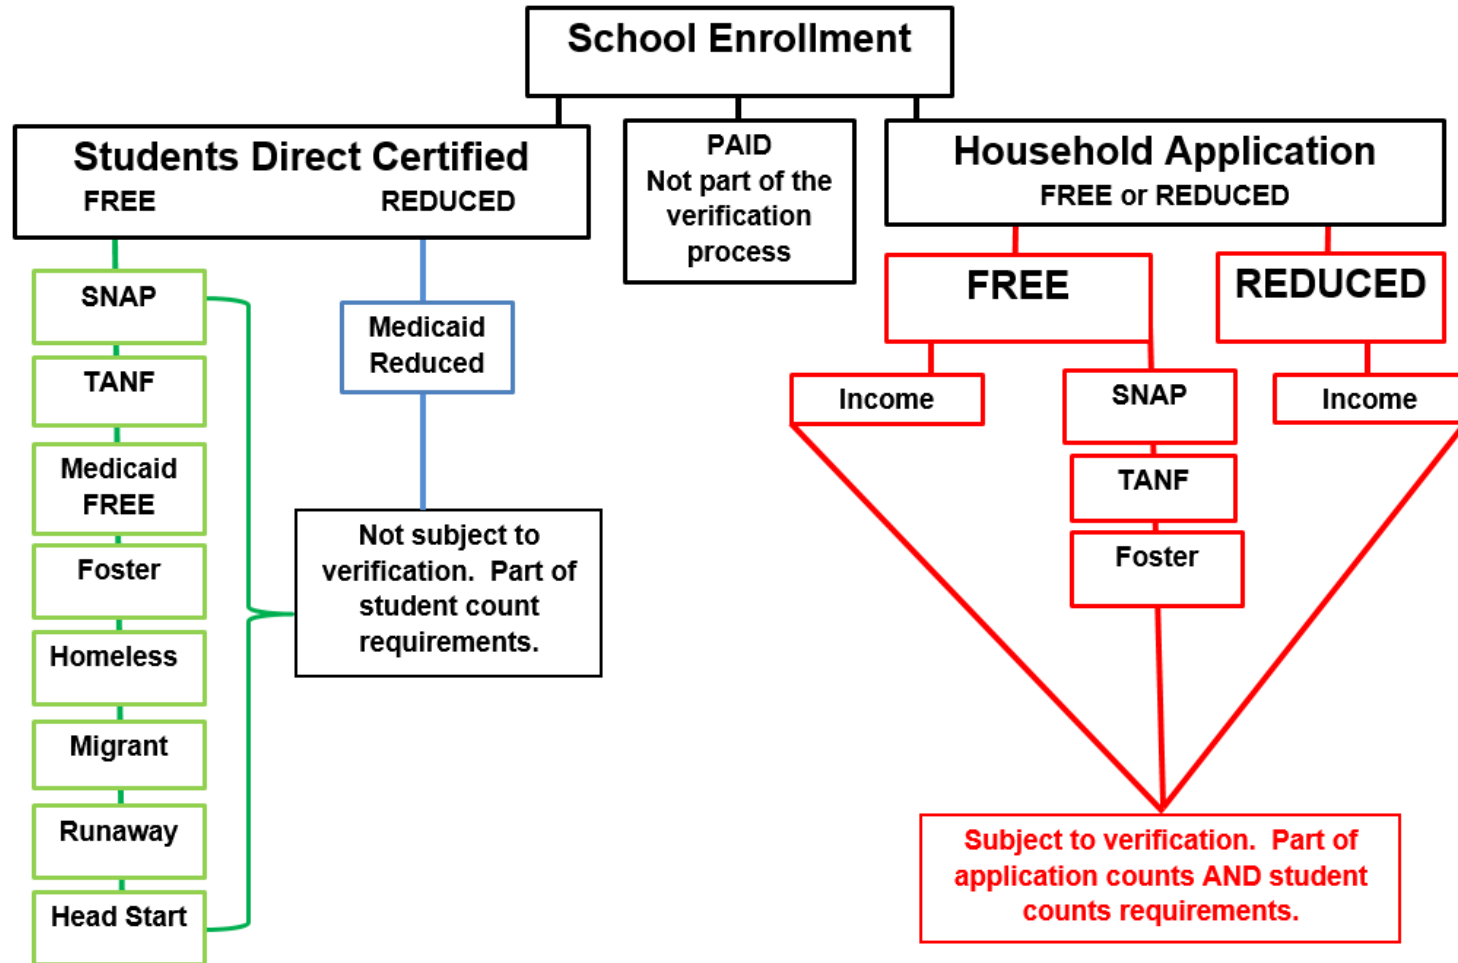 School Enrollment
Students Direct Certified
FREE REDUCED
PAID
Not part of the
verification
process
Household Application
FREE or REDUCED
SNAP
TANF
Medicaid
FREE
Foster
Homeless
Migrant
Runaway
Head Start
Medicaid
Reduced
Not subject to
verification. Part of
student count
requirements.
FREE
REDUCED
Income
SNAP
TANF
Foster
Income
Subject to verification. Part of
application counts AND student
counts requirements.